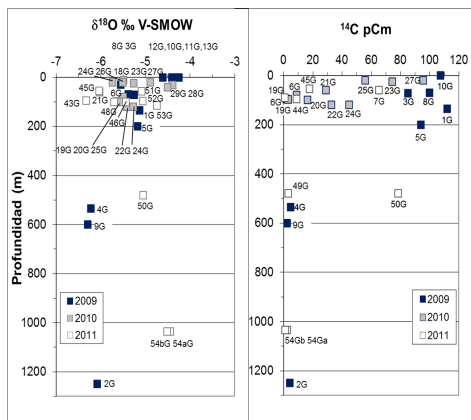 δ18O ‰ V-SMOW
14C pCm
8G 3G 12G,10G,11G,13G
-7 -6 -5 -4 -3
0 20 40 60 80 100 120
24G 26G 18G 23G 27G
0
45G 6G 52G 29G 28G
43G 21G 1G 53G
48G
46G 5G
19G 20G 25G 22G 24G
200
400
4G 50G
600
9G
800
1000
54bG 54aG
1200
2G
Profundidad (m)
2009
2010
2011
10G
45G 25G 23G 27G
19G 21G 7G 3G 8G
6G 20G
19G 44G 22G 24G 1G
5G
49G
50G
4G
9G
2009
2010
2011
54Gb 54Ga
2G